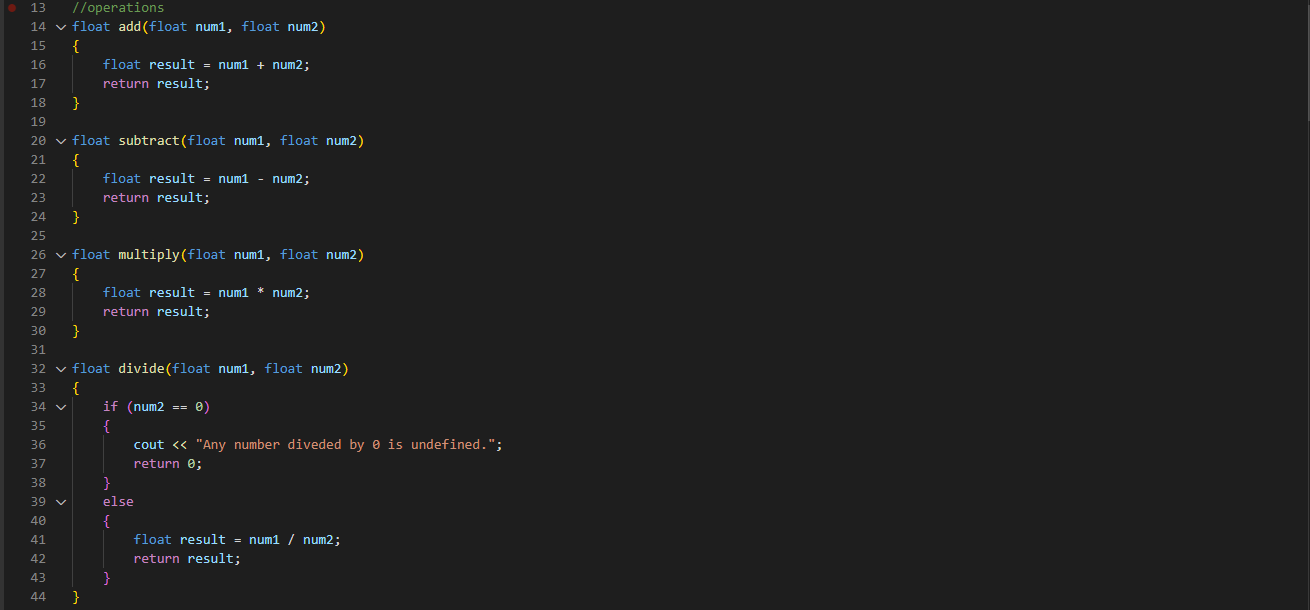 13 //operations
14 float add(float num1, float num2)
15 {
16 float result = num1 + num2;
17 return result;
18 }
19
20 float subtract(float num1, float num2)
21 {
22 float result = num1 - num2;
23 return result;
24 }
25
26 float multiply(float num1, float num2)
27 {
28 float result = num1 * num2;
29 return result;
30 }
31
32 float divide(float num1, float num2)
33 {
34 if (num2 == 0)
35 {
36 cout << "Any number diveded by 0 is undefined.";
37 return 0;
38 }
39 else
40 {
41 float result = num1 / num2;
42 return result;
43 }
44 }